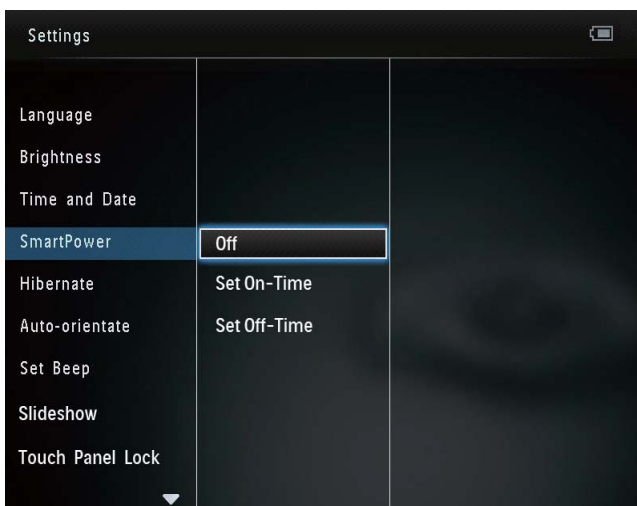 Settings
Language
Brightness
Time and Date
SmartPower
Off
Hibernate
Set On-Time
Auto-orientate
Set Off-Time
Set Beep
Slideshow
Touch Panel Lock